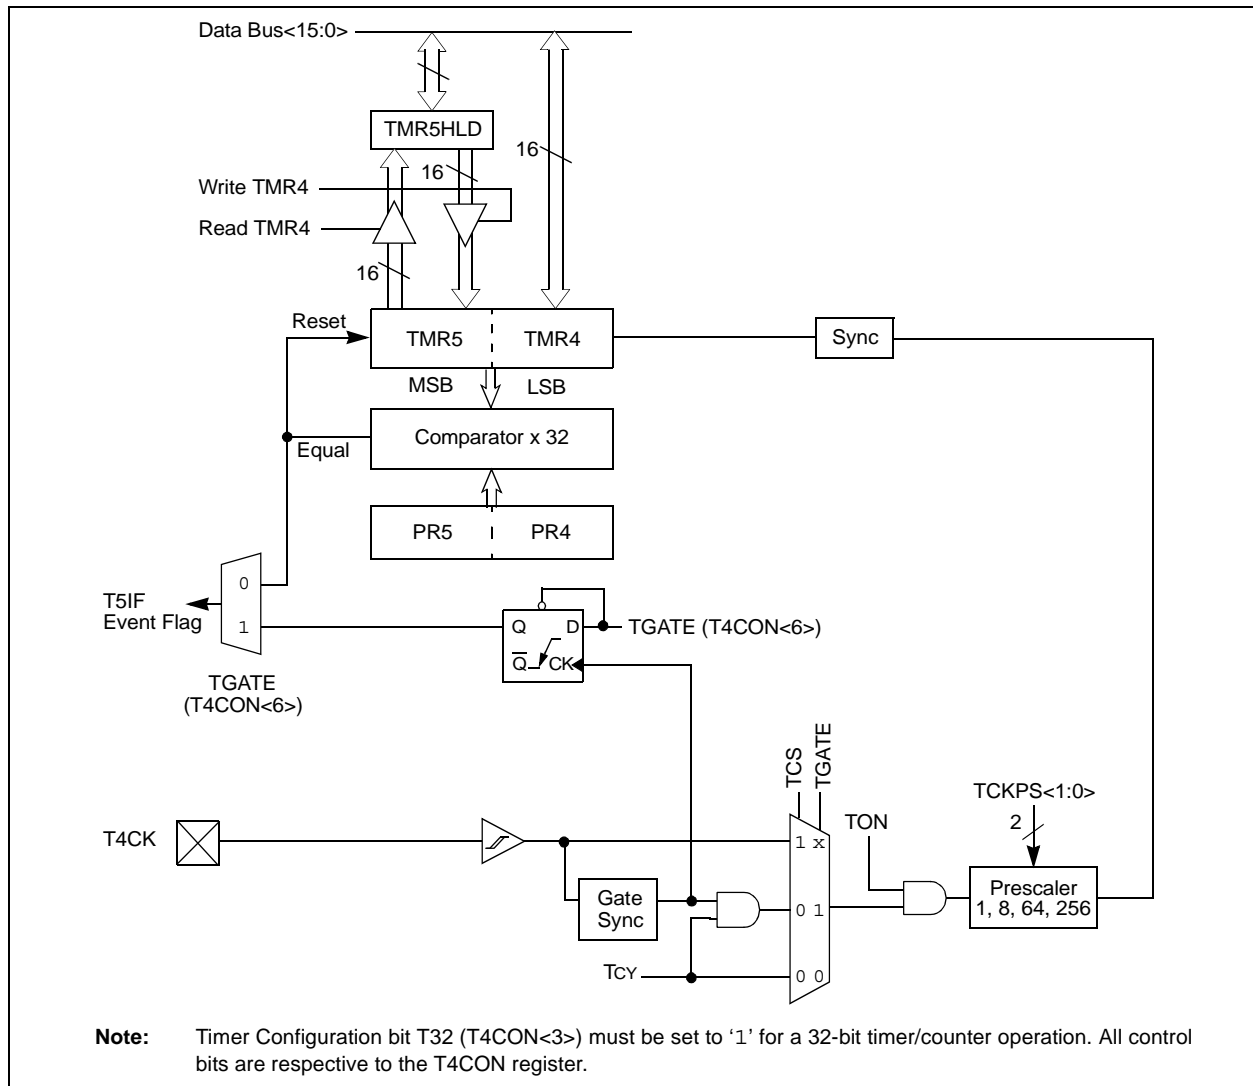 Data Bus<15:0>
TMR5HLD
16
16
Write TMR4
Read TMR4
16
Reset
TMR5
TMR4
Sync
MSB
LSB
Equal
Comparator x 32
PR5
PR4
0
T5IF
Event Flag
1
Q
D
TGATE (T4CON<6>)
Q
CK
TGATE
(T4CON<6>)
TCS
TGATE
TCKPS<1:0>
2
TON
T4CK
1 x
Prescaler
1, 8, 64, 256
Gate
Sync
0 1
TCY
0 0
Note: Timer Configuration bit T32 (T4CON<3>) must be set to ‘1’ for a 32-bit timer/counter operation. All control
bits are respective to the T4CON register.